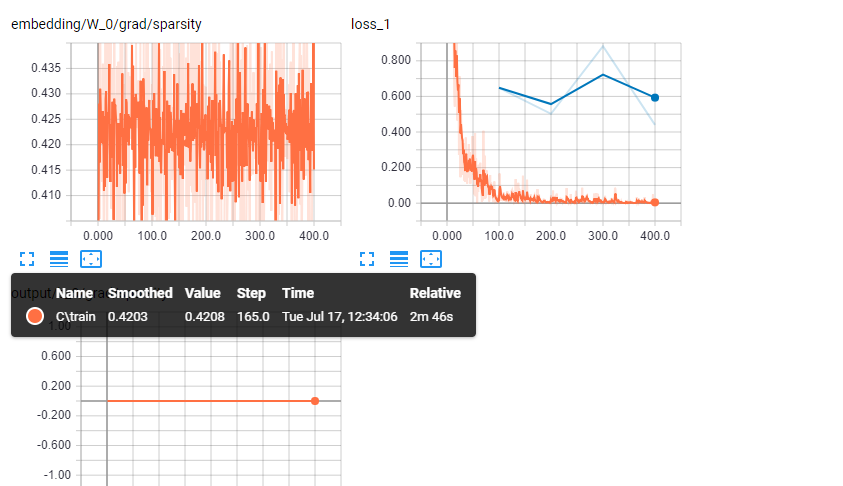 embedding/W_0/grad/sparsity
loss_1
0.435
0.430
0.425
0.420
0.415
0.410
0.000 100.0 200.0 300.0 400.0
0.800
0.600
0.400
0.200
0.00
0.000 100.0 200.0 300.0 400.0
output/
Name Smoothed Value Step Time Relative
C\train 0.4203 0.4208 165.0 Tue Jul 17, 12:34:06 2m 46s
1.00
0.600
0.200
-0.200
-0.600
-1.00